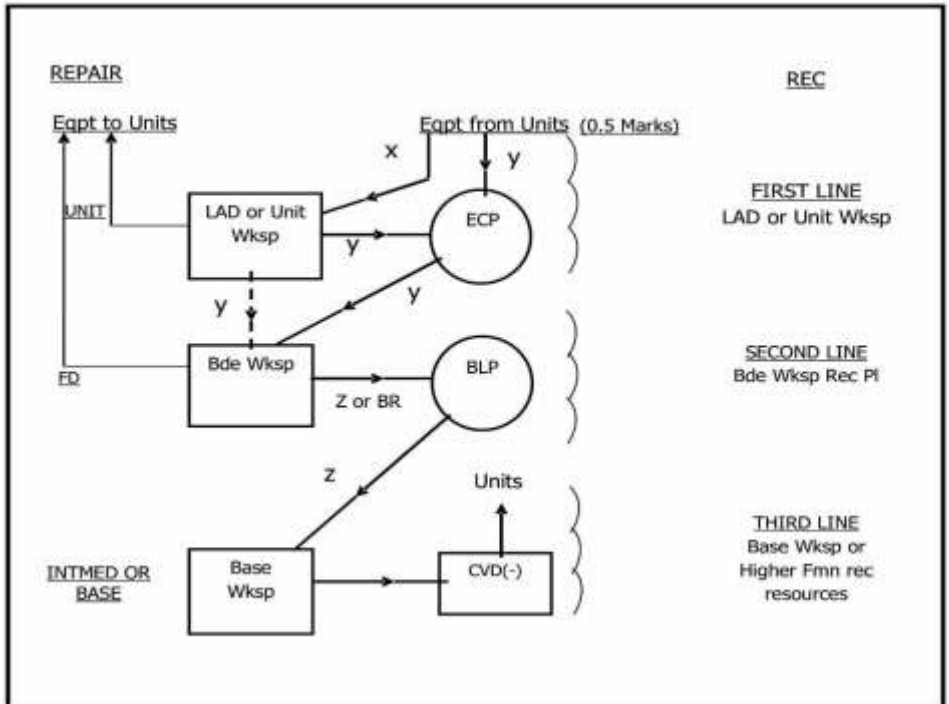 REPAIR
REC
Eqpt to Units
Eqpt from Units (0.5 Marks)
x
y
UNIT
LAD or Unit
Wksp
y
ECP
FIRST LINE
LAD or Unit Wksp
y
y
FD
Bde Wksp
Z or BR
BLP
SECOND LINE
Bde Wksp Rec Pl
z
Units
INTMED OR
BASE
Base
Wksp
CVD(-)
THIRD LINE
Base Wksp or
Higher Fmn rec
resources